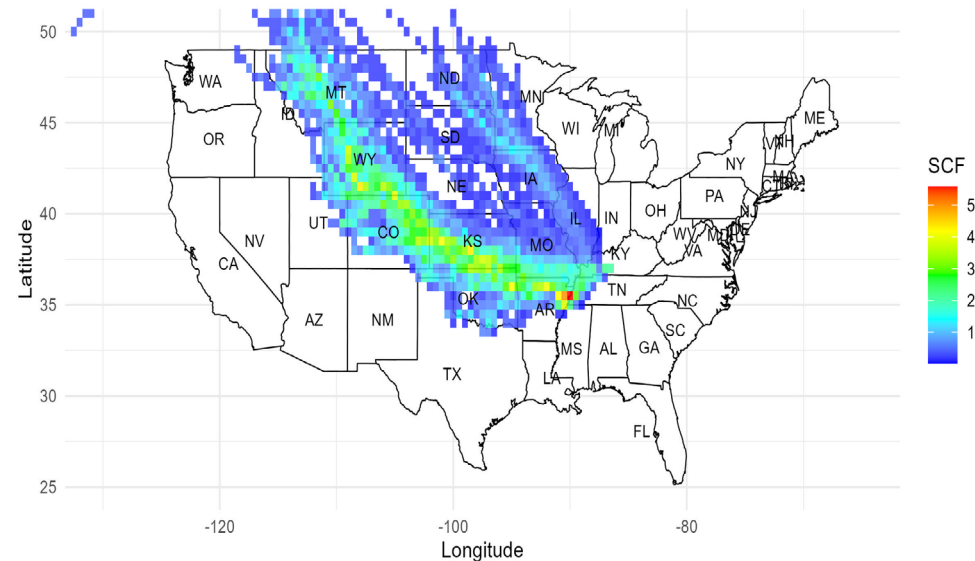 50
45
40
35
30
25
Latitude
-120
-100
-80
Longitude
SCF
5
4
3
2
1
WA
MT
ND
MN
ME
ID
OR
SD
WI
MI
VT
NH
WY
NY
MA
IA
CT
NE
PA
NJ
UT
CO
IL
IN
OH
DE
NV
KS
MO
WV
MD
VA
CA
KY
OK
TN
AR
NC
AZ
NM
SC
MS
AL
GA
TX
LA
FL